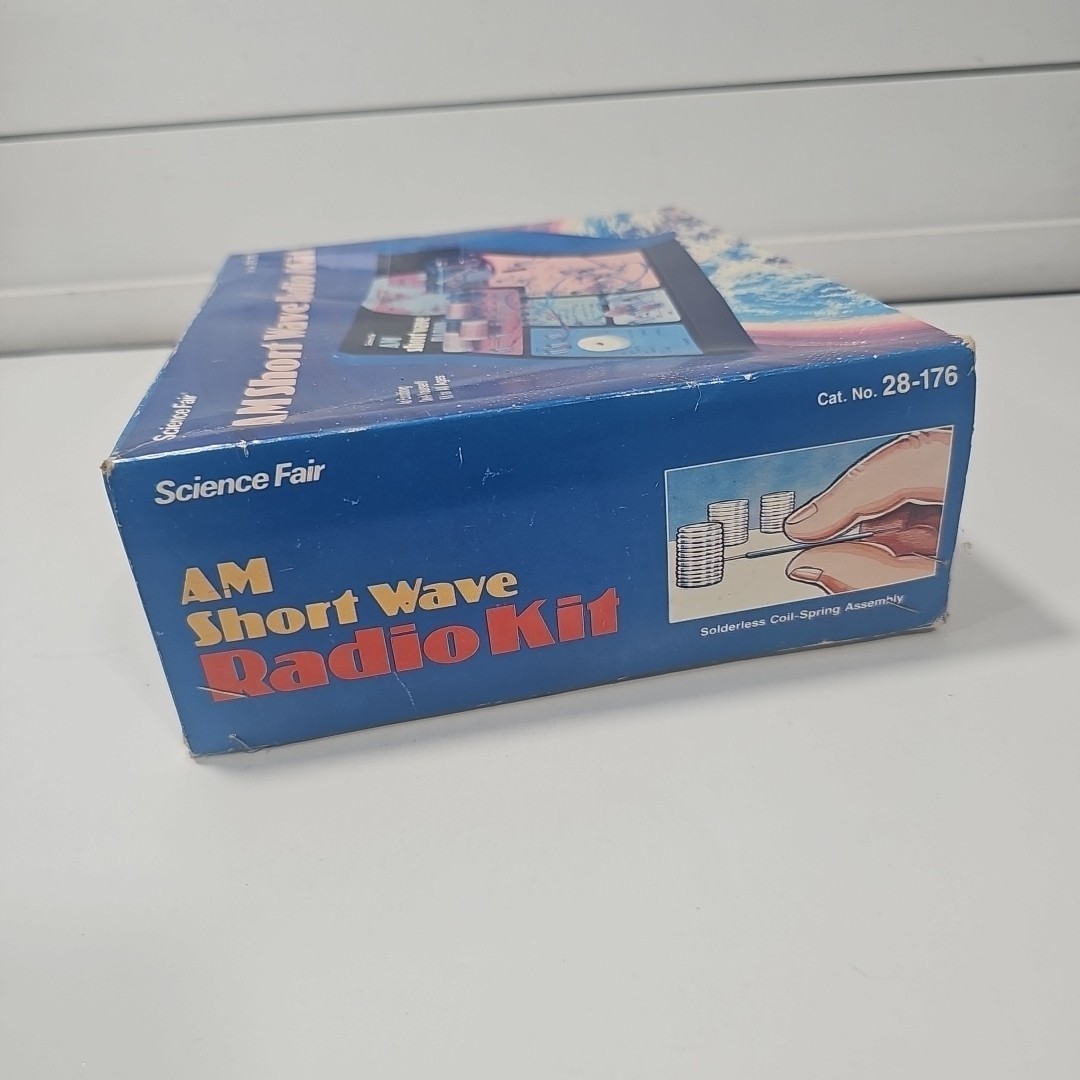 Science Fair
AM Short Wave Radio Kit
Science Fair
AM
Short Wave
Radio Kit
Cat. No. 28-176
Solderless Coil-Spring Assembly